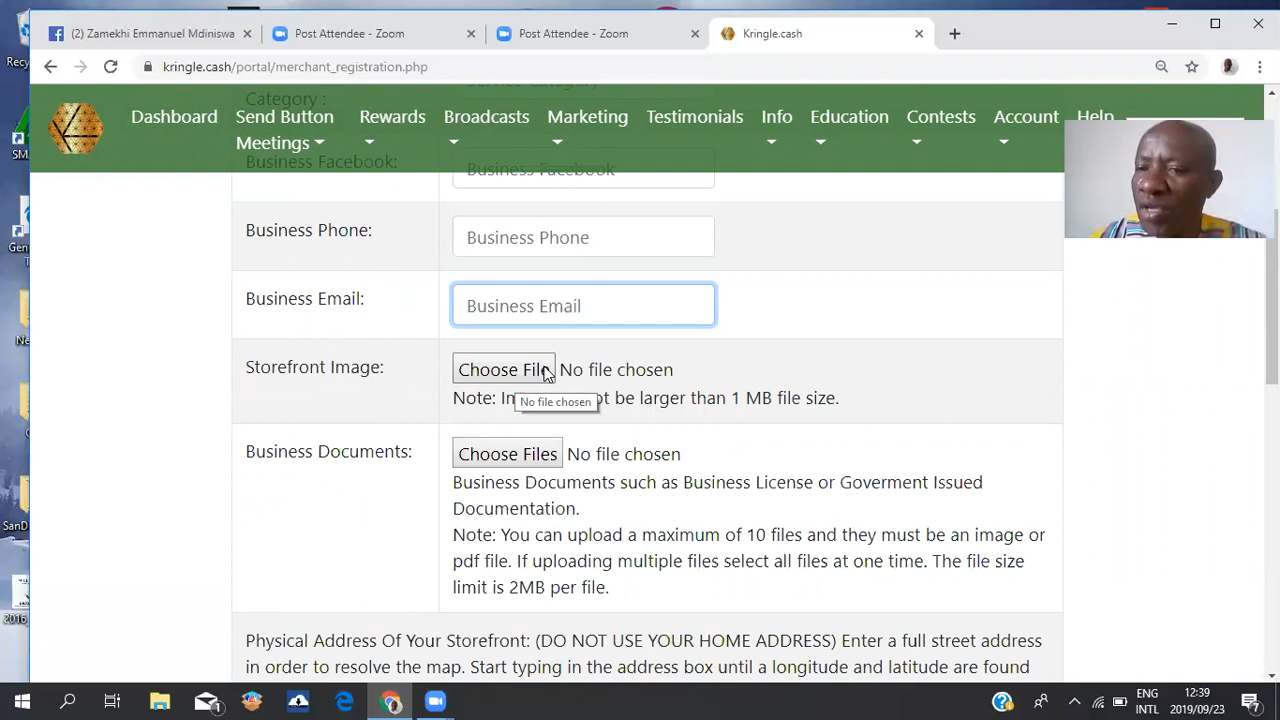 (2) Zamekhi Emmanuel Mdiniswa
Post Attendee - Zoom
Post Attendee - Zoom
Kringle.cash
kringle.cash/portal/merchant_registration.php
Category :
Dashboard
Send Button Meetings
Rewards
Broadcasts
Marketing
Testimonials
Info
Education
Contests
Account
Help
Business Facebook:
Business Facebook
Business Phone:
Business Phone
Business Email:
Business Email
Storefront Image:
Choose File No file chosen
No file chosen
Note: be larger than 1 MB file size.
Business Documents:
Choose Files No file chosen
Business Documents such as Business License or Goverment Issued
Documentation.
Note: You can upload a maximum of 10 files and they must be an image or
pdf file. If uploading multiple files select all files at one time. The file size
limit is 2MB per file.
Physical Address Of Your Storefront: (DO NOT USE YOUR HOME ADDRESS) Enter a full street address
in order to resolve the map. Start typing in the address box until a longitude and latitude are found
ENG
INTL
12:39
2019/09/23